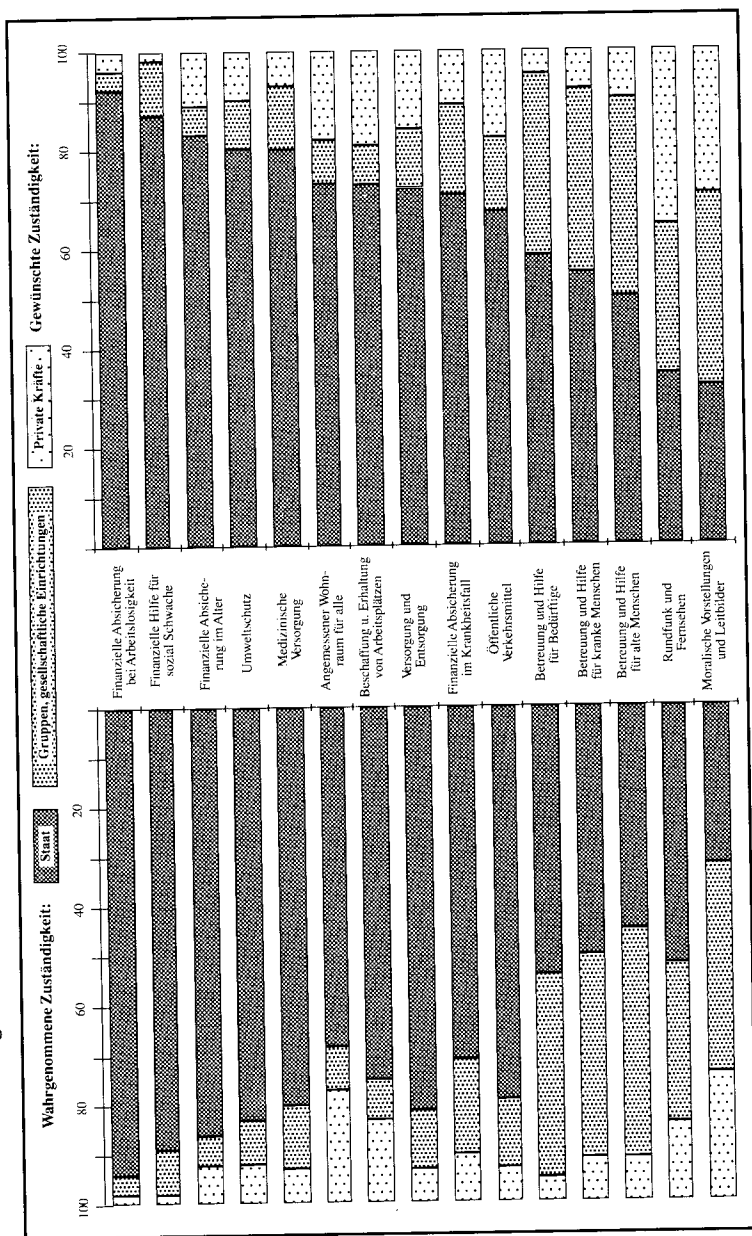 Wahrgenommene Zuständigkeit:
Staat
Gruppen, gesellschaftliche Einrichtungen
Private Kräfte
Gewünschte Zuständigkeit:
100
80
60
40
20
20
40
60
80
100
Finanzielle Absicherung
bei Arbeitslosigkeit
Finanzielle Hilfe für
sozial Schwache
Finanzielle Absiche-
rung im Alter
Umweltschutz
Medizinische
Versorgung
Angemessener Wohn-
raum für alle
Beschaffung u. Erhaltung
von Arbeitsplätzen
Versorgung und
Entsorgung
Finanzielle Absicherung
im Krankheitsfall
Öffentliche
Verkehrsmittel
Betreuung und Hilfe
für Bedürftige
Betreuung und Hilfe
für kranke Menschen
Betreuung und Hilfe
für alte Menschen
Rundfunk und
Fernsehen
Moralische Vorstellungen
und Leitbilder